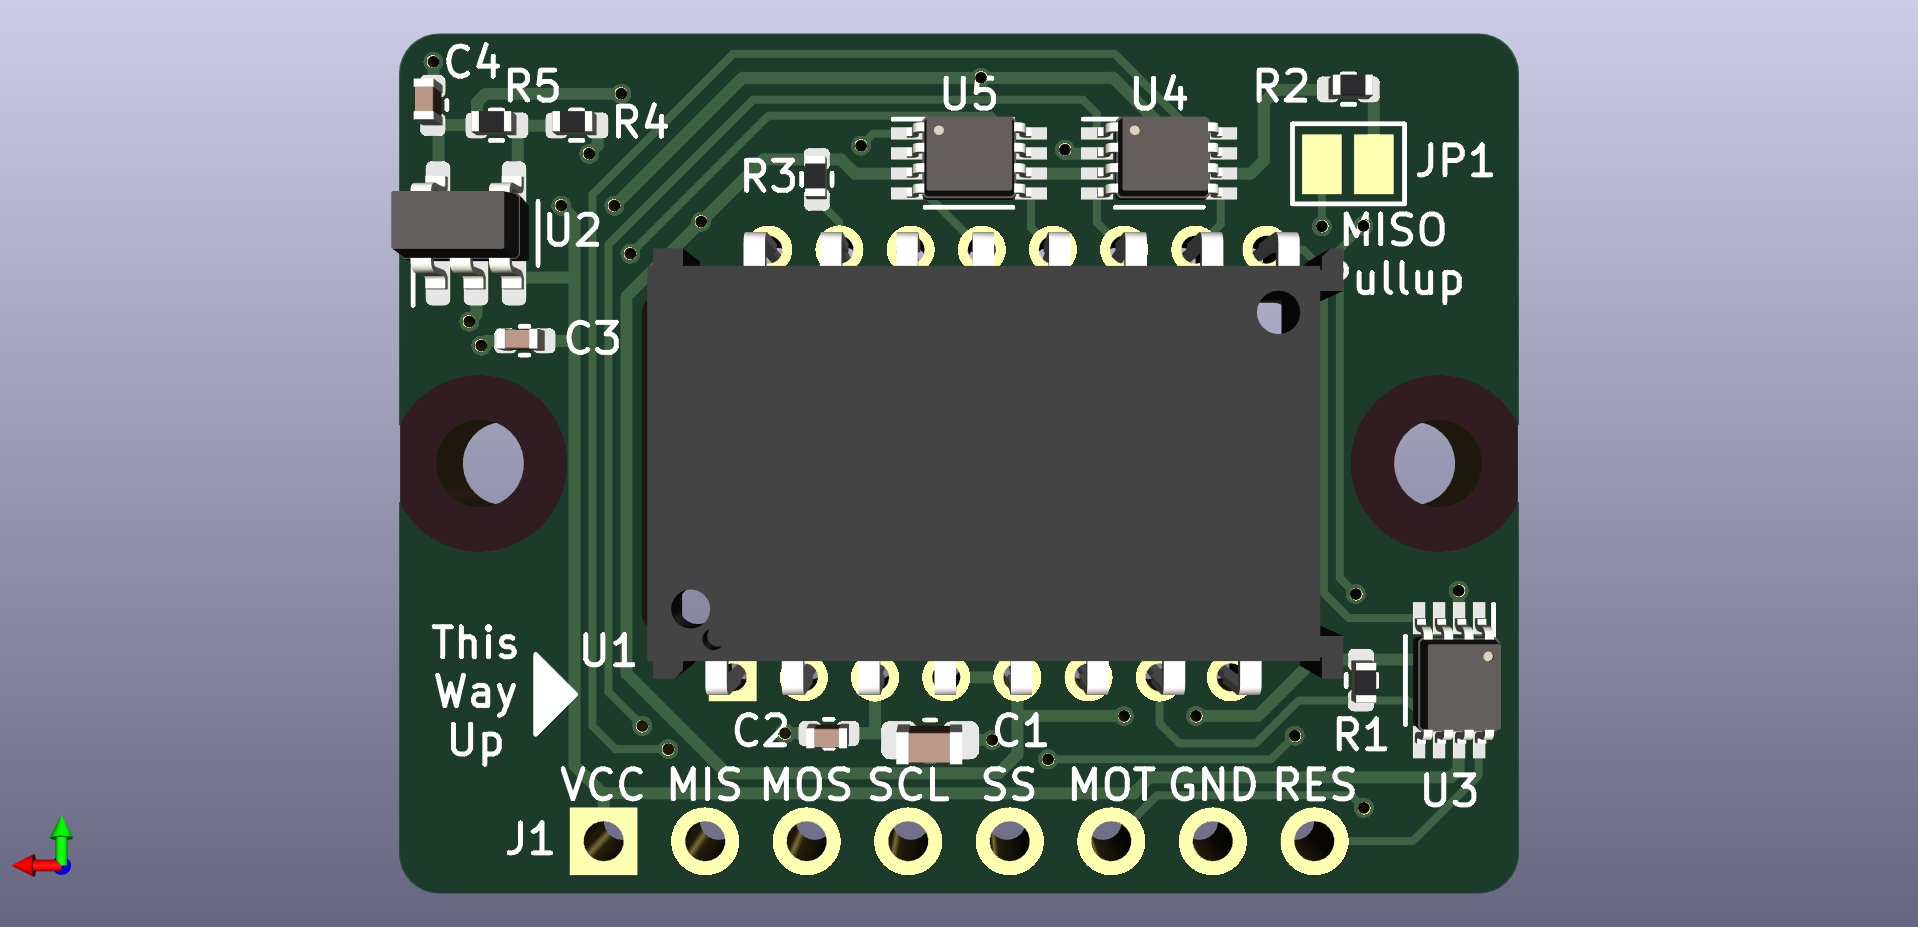 C4
R5
R4
U5
U4
R2
JP1
R3
U2
MISO
Pullup
C3
This
Way
Up
U1
C2
C1
R1
U3
VCC MIS MOS SCL SS MOT GND RES
J1